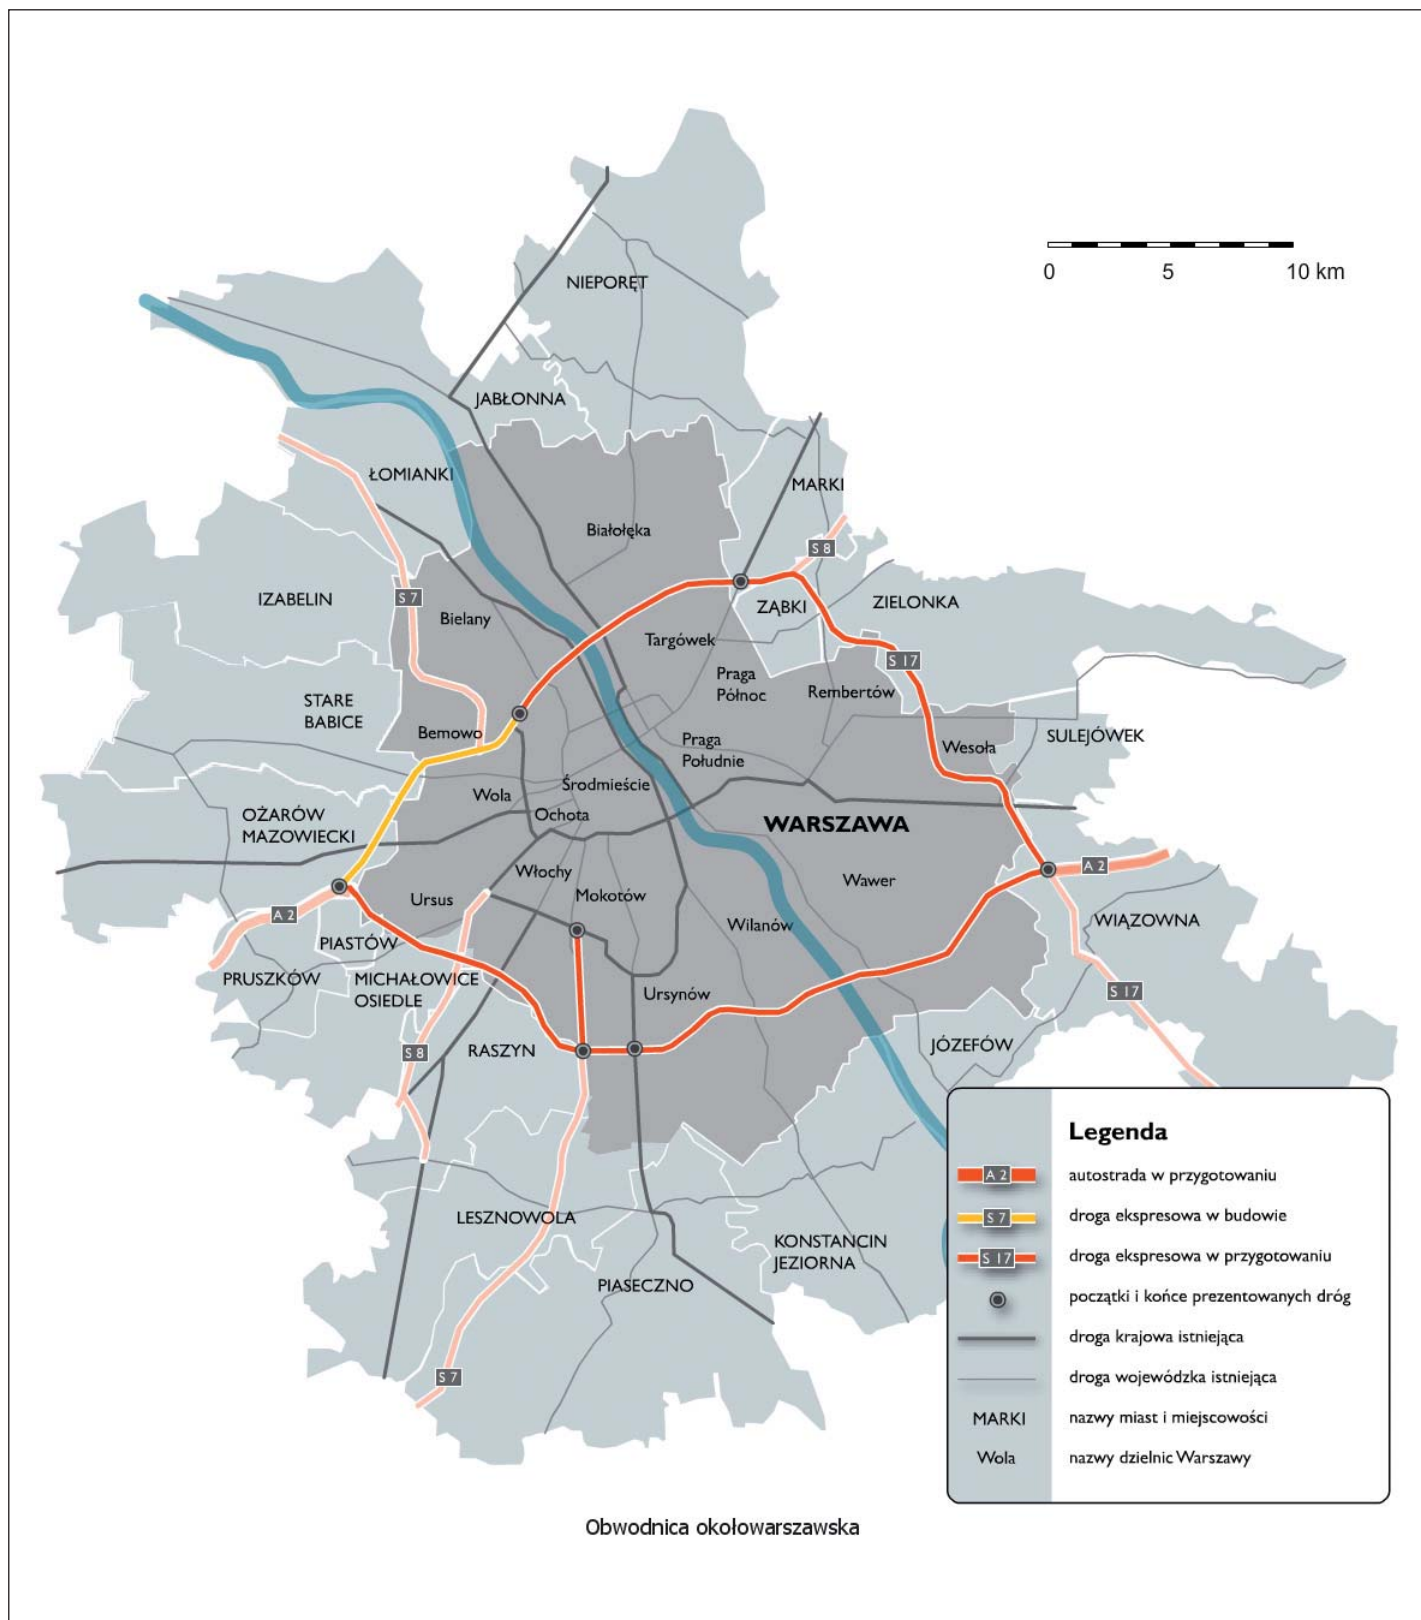 0 5 10 km
NIEPORĘT
JABŁONNA
ŁOMIANKI
MARKI
Białołęka
S 8
IZABELIN
S 7
Bielany
ZĄBKI
ZIELONKA
Targówek
S 17
Praga
Północ
Rembertów
STARE
BABICE
Bemowo
Praga
Południe
Wesoła
SULEJÓWEK
Wola
Środmieście
Ochota
OŻARÓW
MAZOWIECKI
WARSZAWA
Włochy
Mokotów
Wawer
A 2
Ursus
A 2
Wilanów
WIĄZOWNA
PIASTÓW
PRUSZKÓW
MICHAŁOWICE
OSIEDLE
Ursynów
S 17
S 8
RASZYN
JÓZEFÓW
LESZNOWOLA
KONSTANCIN
JEZIORNA
PIASECZNO
S 7
Legenda
A 2 autostrada w przygotowaniu
S 7 droga ekspresowa w budowie
S 17 droga ekspresowa w przygotowaniu
początki i końce prezentowanych dróg
droga krajowa istniejąca
droga wojewódzka istniejąca
MARKI nazwy miast i miejscowości
Wola nazwy dzielnic Warszawy
Obwodnica okołowarszawska